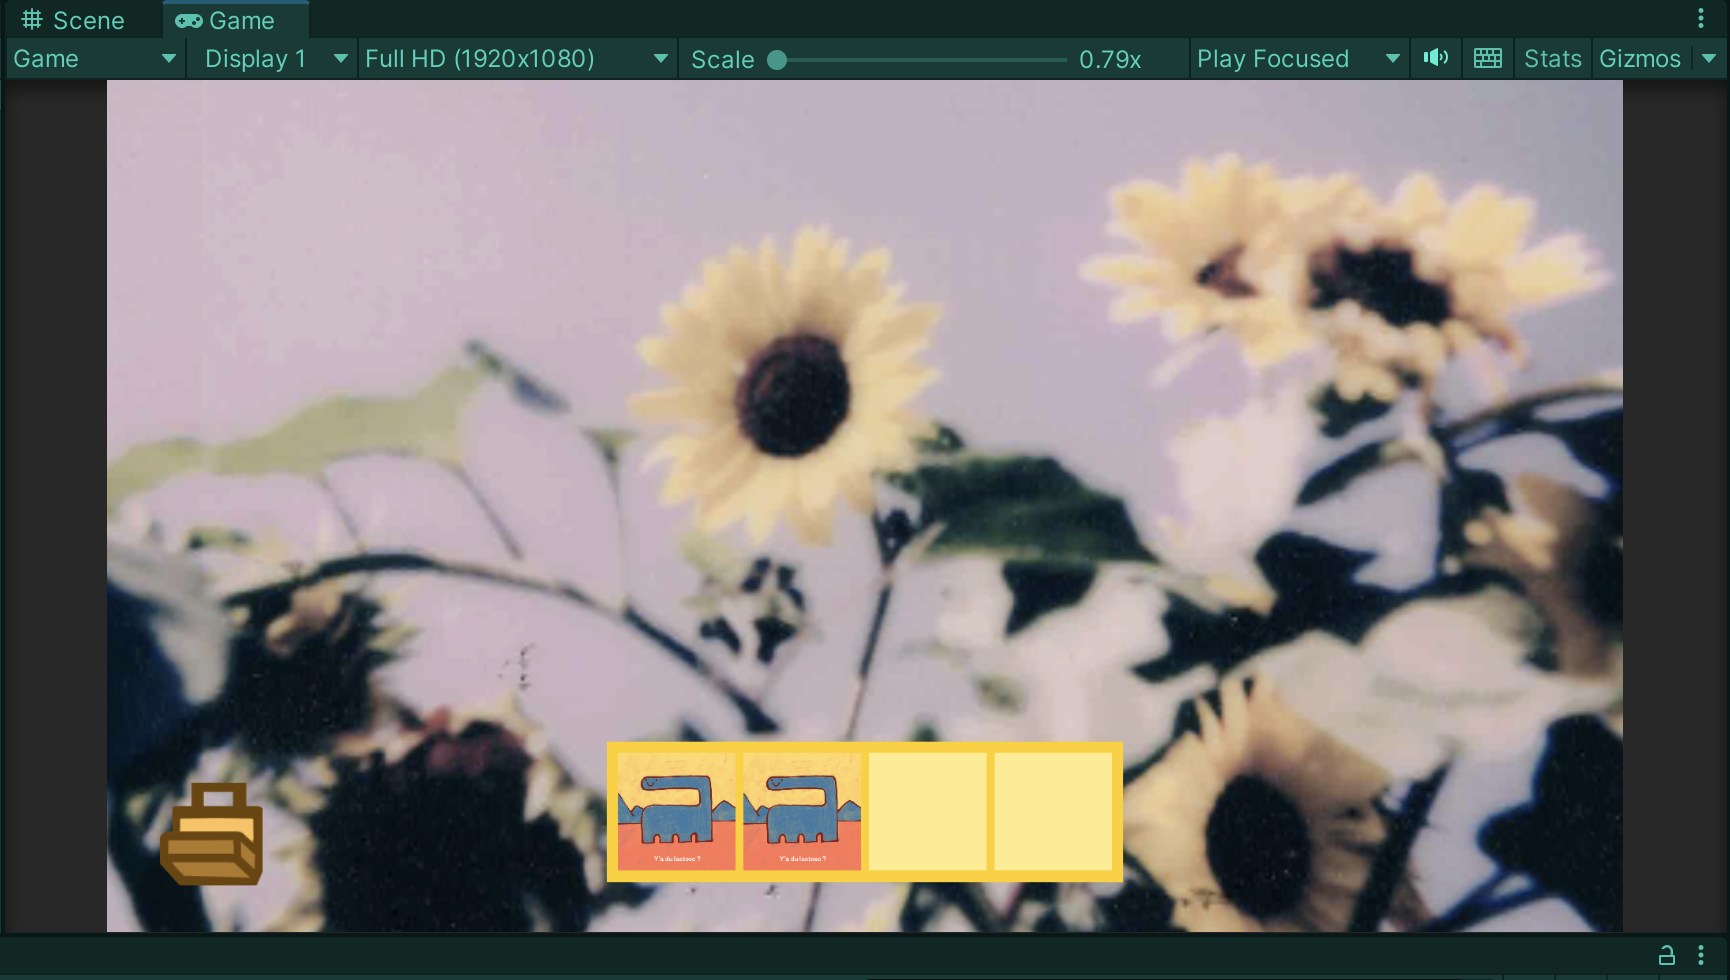 Scene
Game
Game
Display 1
Full HD (1920x1080)
Scale
0.79x
Play Focused
Stats
Gizmos
Y'a du lactose ?
Y'a du lactose ?